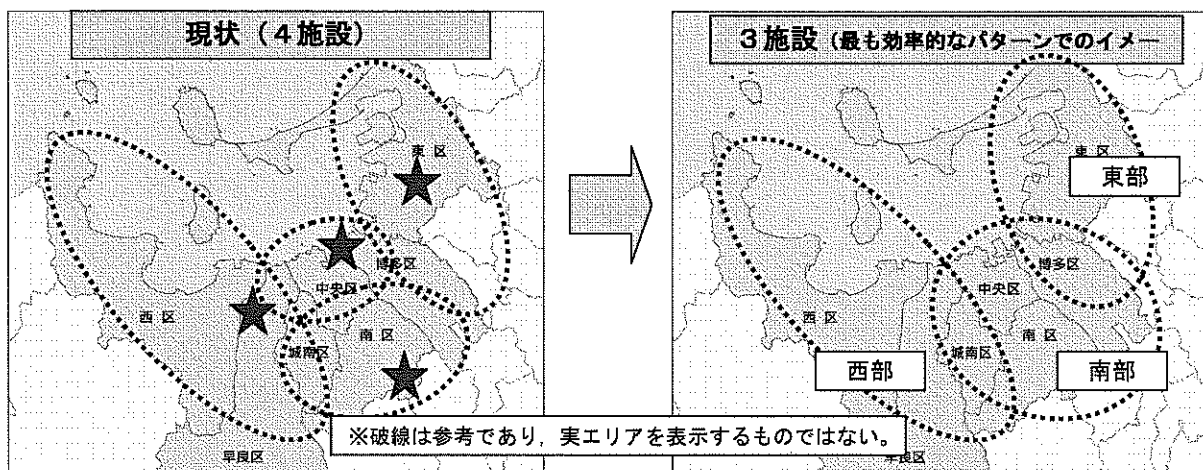 現状（４施設）
東 区
博多区
中央区
西 区
南 区
城南区
早良区
３施設（最も効率的なパターンでのイメー
東 区
東部
博多区
中央区
西 区
南 区
城南区
西部
南部
早良区
※破線は参考であり，実エリアを表示するものではない。